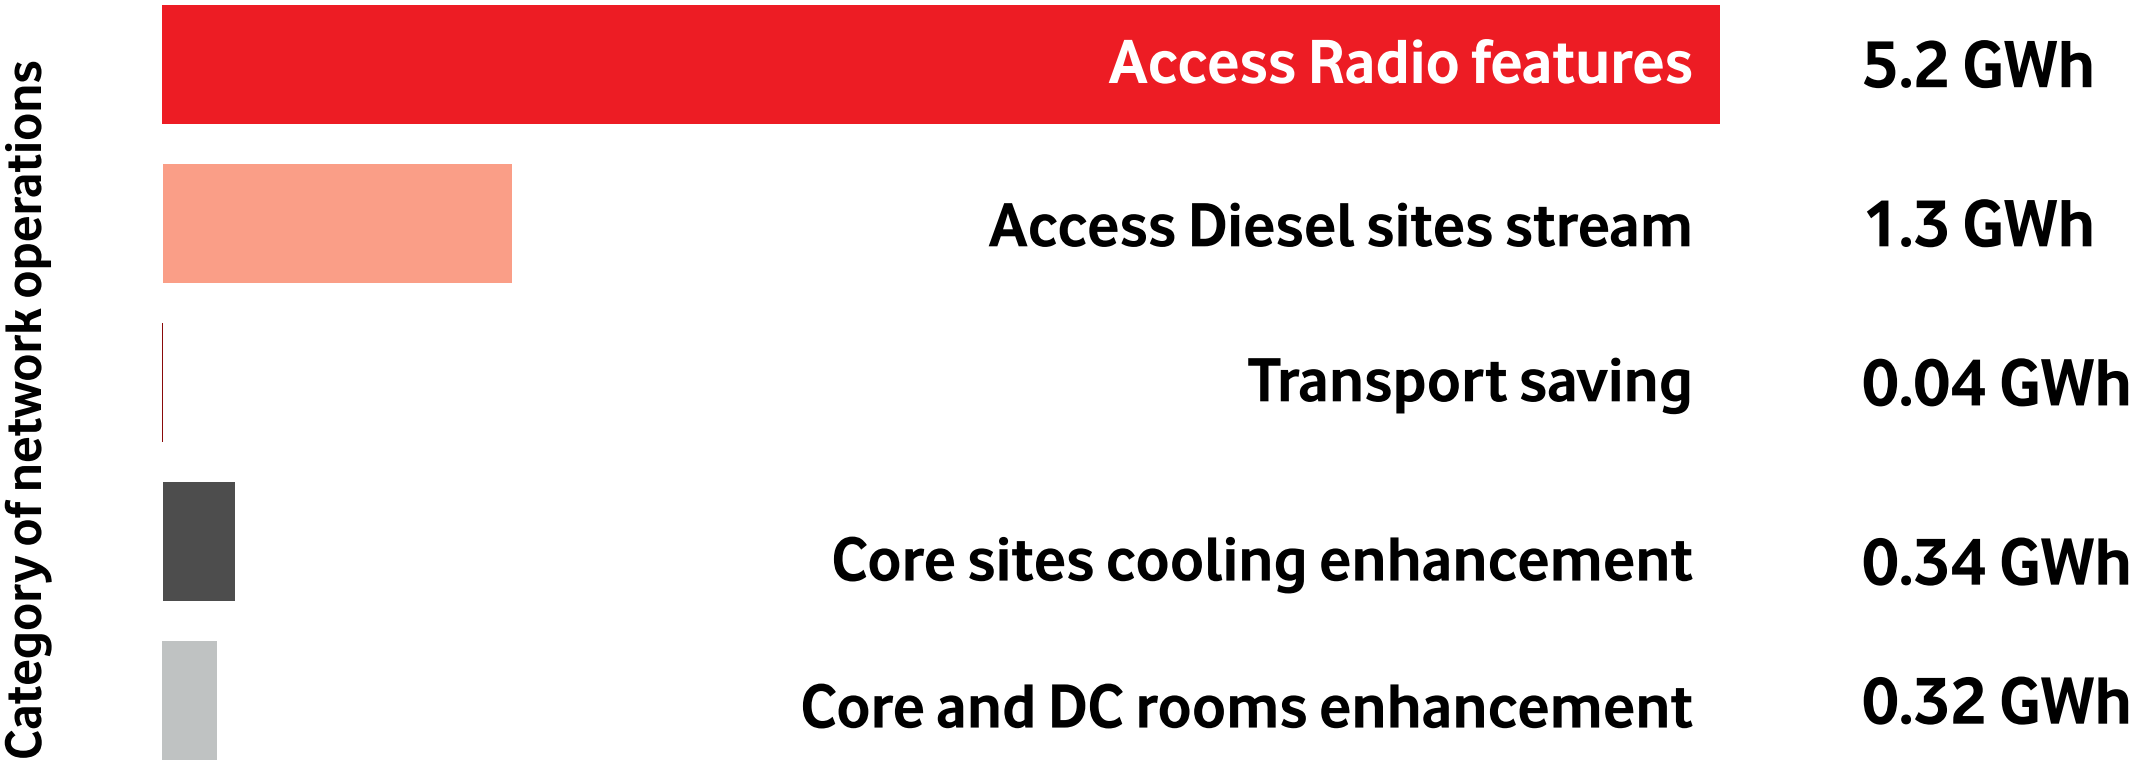 Category of network operations
Access Radio features 5.2 GWh
Access Diesel sites stream 1.3 GWh
Transport saving 0.04 GWh
Core sites cooling enhancement 0.34 GWh
Core and DC rooms enhancement 0.32 GWh